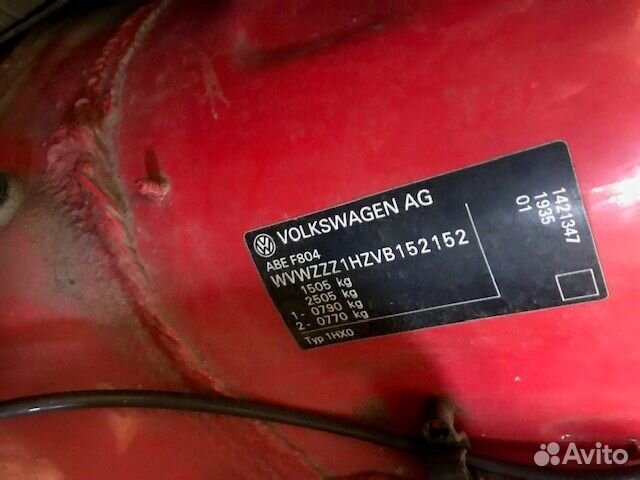 VOLKSWAGEN AG
ABE F804
WVWZZZ1HZVB152152
1505 kg
2505 kg
1.- 0790 kg
2.- 0770 kg
Typ 1HX0
1421347
1935
01
Avito